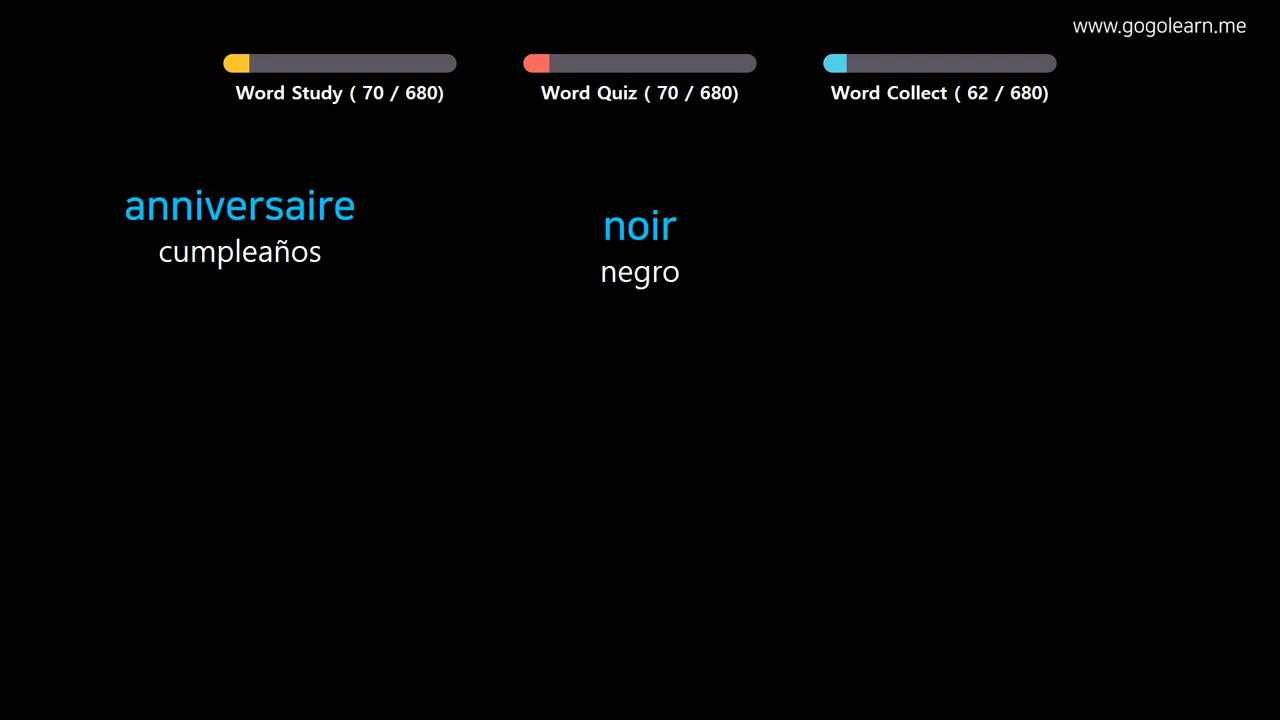 www.gogolearn.me
Word Study ( 70 / 680)
Word Quiz ( 70 / 680)
Word Collect ( 62 / 680)
anniversaire
cumpleaños
noir
negro